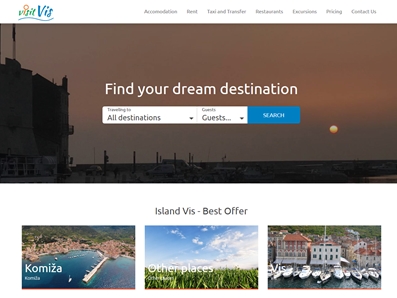 visit Vis
Accomodation Rent Taxi and Transfer Restaurants Excursions Pricing Contact Us
Find your dream destination
Travelling to
All destinations
Guests
Guests...
SEARCH
Island Vis - Best Offer
Komiža
Komiža
Other places
Vis